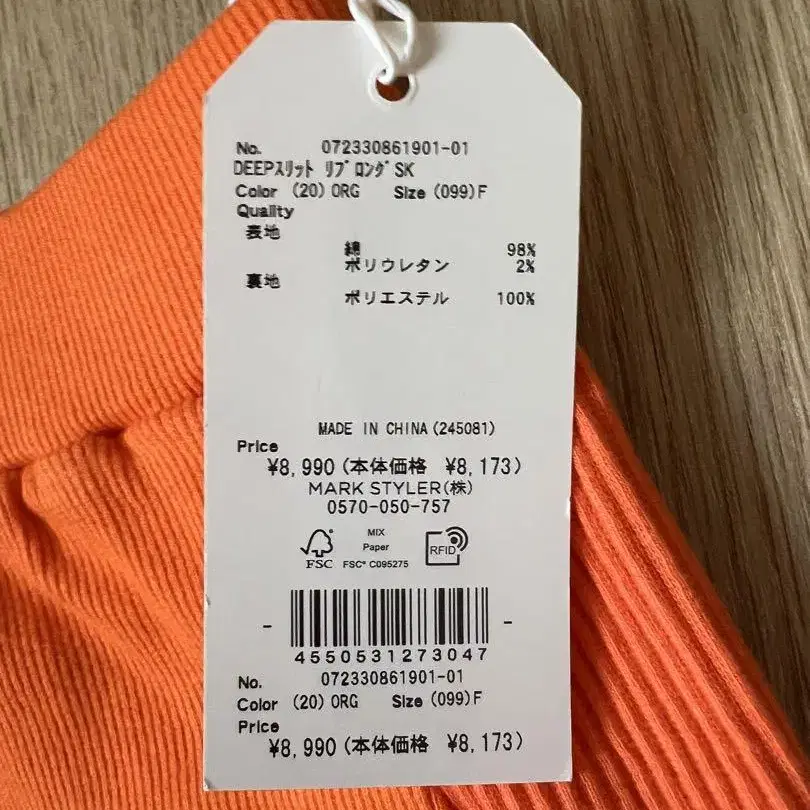 No. 072330861901-01
DEEPスリット リブロングSK
Color (20) ORG Size (099) F
Quality
表地
綿 98%
ポリウレタン 2%
裏地
ポリエステル 100%
MADE IN CHINA (245081)
Price
¥8,990 (本体価格 ¥8,173)
MARK STYLER(株)
0570-050-757
FSC MIX Paper FSC® C095275 RFID
4550531273047
No. 072330861901-01
Color (20) ORG Size (099) F
Price
¥8,990 (本体価格 ¥8,173)